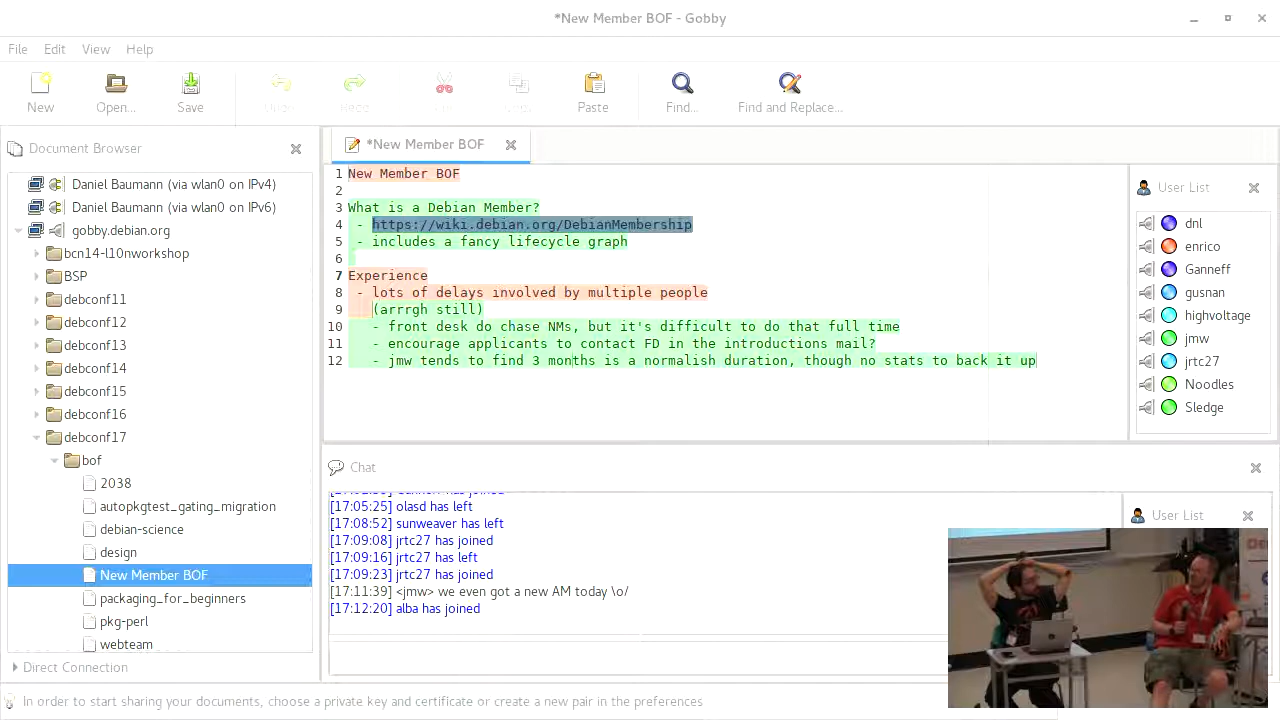 *New Member BOF - Gobby
File Edit View Help
New Open... Save Paste Find... Find and Replace...
Document Browser
Daniel Baumann (via wlan0 on IPv4)
Daniel Baumann (via wlan0 on IPv6)
gobby.debian.org
bcn14-l10nworkshop
BSP
debconf11
debconf12
debconf13
debconf14
debconf15
debconf16
debconf17
bof
2038
autopkgtest_gating_migration
debian-science
design
New Member BOF
packaging_for_beginners
pkg-perl
webteam
Direct Connection
*New Member BOF
1 New Member BOF
2
3 What is a Debian Member?
4 - https://wiki.debian.org/DebianMembership
5 - includes a fancy lifecycle graph
6
7 Experience
8 - lots of delays involved by multiple people
9 (arrrgh still)
10 - front desk do chase NMs, but it's difficult to do that full time
11 - encourage applicants to contact FD in the introductions mail?
12 - jmw tends to find 3 months is a normalish duration, though no stats to back it up
User List
dnl
enrico
Ganneff
gusnan
highvoltage
jmw
jrtc27
Noodles
Sledge
Chat
[17:05:25] olasd has left
[17:08:52] sunweaver has left
[17:09:08] jrtc27 has joined
[17:09:16] jrtc27 has left
[17:09:23] jrtc27 has joined
[17:11:39] <jmw> we even got a new AM today \o/
[17:12:20] alba has joined
User List
In order to start sharing your documents, choose a private key and certificate or create a new pair in the preferences